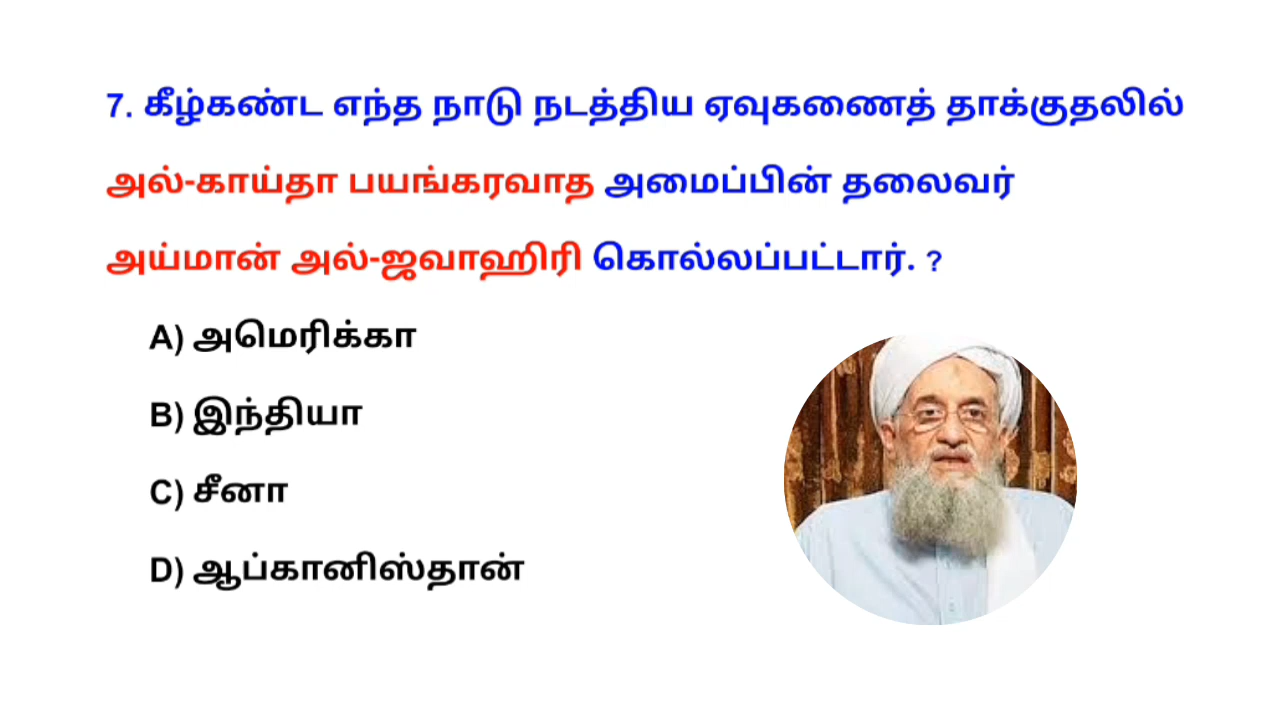 7. கீழ்கண்ட எந்த நாடு நடத்திய ஏவுகணைத் தாக்குதலில்
அல்-காய்தா பயங்கரவாத அமைப்பின் தலைவர்
அய்மான் அல்-ஜவாஹிரி கொல்லப்பட்டார். ?
A) அமெரிக்கா
B) இந்தியா
C) சீனா
D) ஆப்கானிஸ்தான்